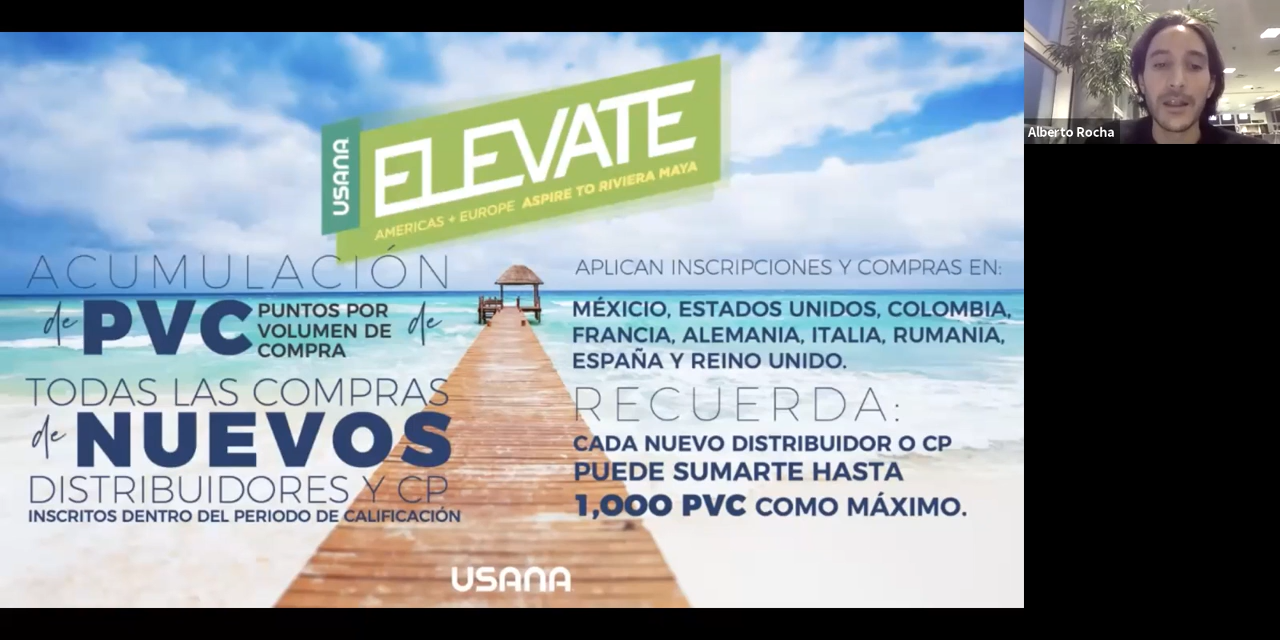 USANA
ELEVATE
AMERICAS + EUROPE ASPIRE TO RIVIERA MAYA
ACUMULACIÓN
de PVC PUNTOS POR VOLUMEN DE COMPRA de
TODAS LAS COMPRAS
de NUEVOS
DISTRIBUIDORES Y CP
INSCRITOS DENTRO DEL PERIODO DE CALIFICACIÓN
APLICAN INSCRIPCIONES Y COMPRAS EN:
MÉXICIO, ESTADOS UNIDOS, COLOMBIA,
FRANCIA, ALEMANIA, ITALIA, RUMANIA,
ESPAÑA Y REINO UNIDO.
RECUERDA:
CADA NUEVO DISTRIBUIDOR O CP
PUEDE SUMARTE HASTA
1,000 PVC COMO MÁXIMO.
USANA
Alberto Rocha